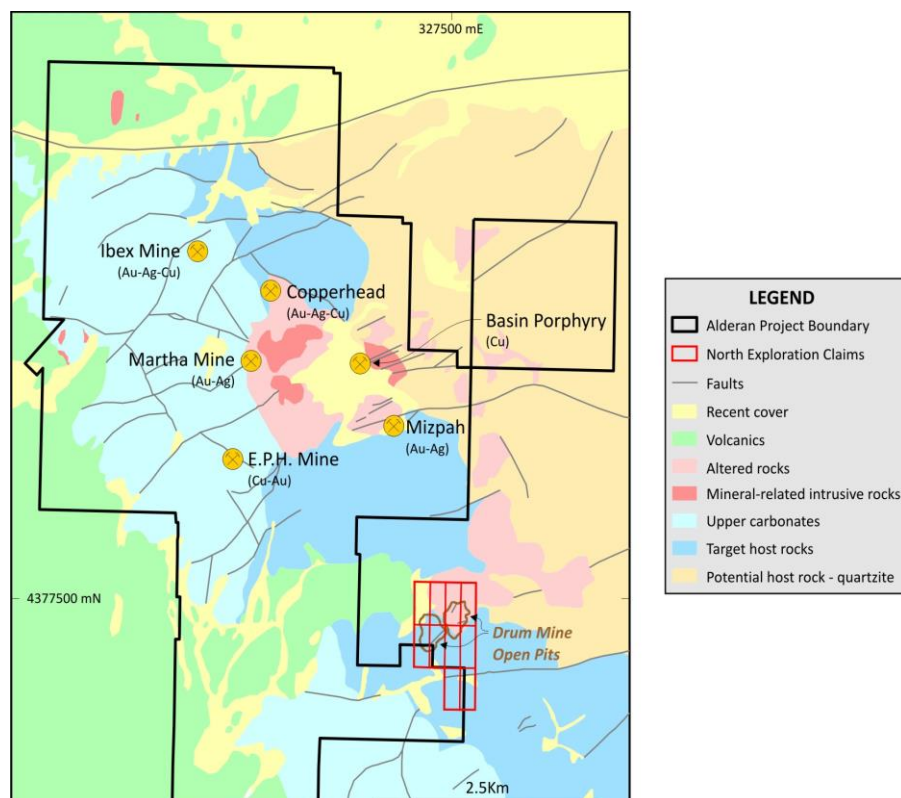 327500 mE
Ibex Mine
(Au-Ag-Cu)
Copperhead
(Au-Ag-Cu)
Basin Porphyry
(Cu)
Martha Mine
(Au-Ag)
Mizpah
(Au-Ag)
E.P.H. Mine
(Cu-Au)
4377500 mN
Drum Mine
Open Pits
2.5Km
LEGEND
Alderan Project Boundary
North Exploration Claims
Faults
Recent cover
Volcanics
Altered rocks
Mineral-related intrusive rocks
Upper carbonates
Target host rocks
Potential host rock - quartzite